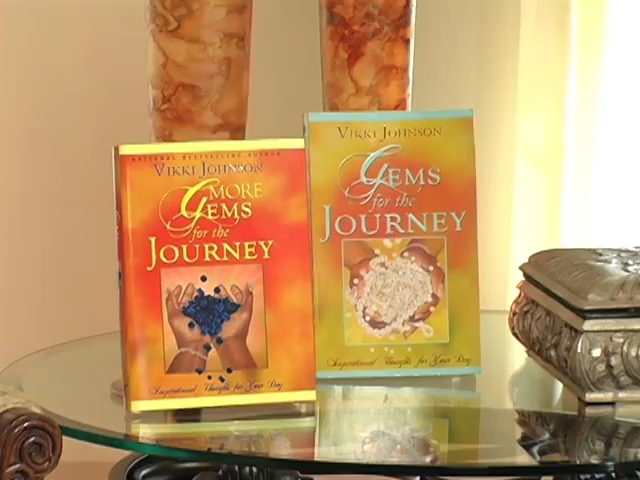 NATIONAL BESTSELLING AUTHOR
VIKKI JOHNSON
MORE
GEMS
for the
JOURNEY
Inspirational Thoughts for Your Day
VIKKI JOHNSON
GEMS
for the
JOURNEY
Inspirational Thoughts for Your Day